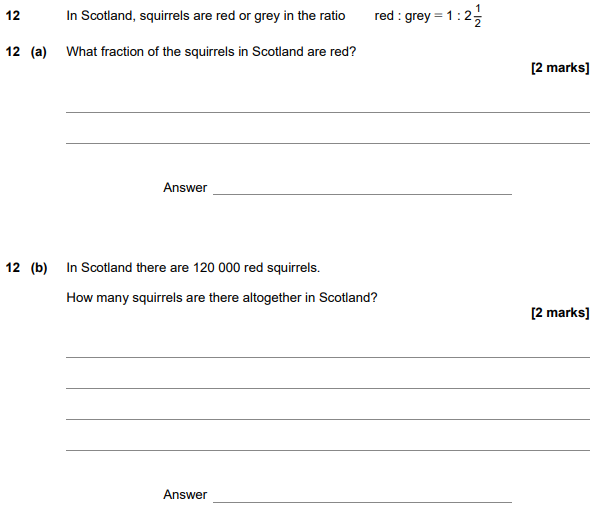 12 In Scotland, squirrels are red or grey in the ratio red : grey = 1 : 2 1/2
12 (a) What fraction of the squirrels in Scotland are red?
[2 marks]
Answer
12 (b) In Scotland there are 120 000 red squirrels.
How many squirrels are there altogether in Scotland?
[2 marks]
Answer